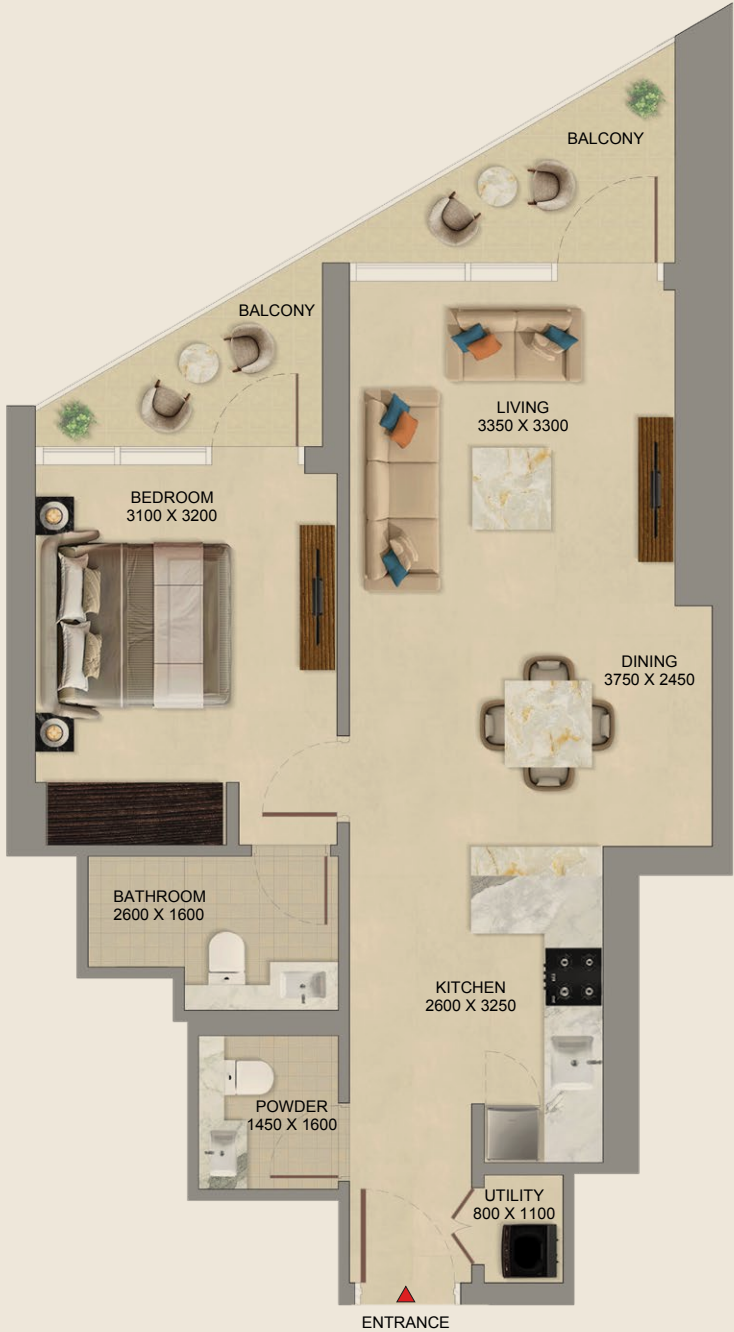 BALCONY
BALCONY
LIVING
3350 X 3300
BEDROOM
3100 X 3200
DINING
3750 X 2450
BATHROOM
2600 X 1600
KITCHEN
2600 X 3250
POWDER
1450 X 1600
UTILITY
800 X 1100
ENTRANCE